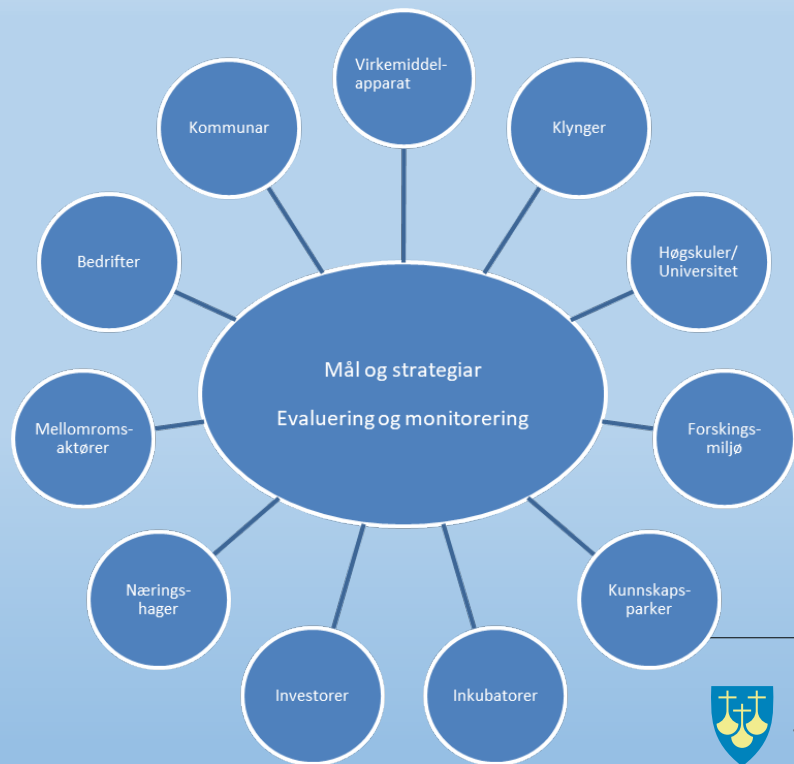 Virkemiddel-
apparat
Klynger
Høgskuler/
Universitet
Forskings-
miljø
Kunnskaps-
parker
Inkubatorer
Investorer
Nærings-
hager
Mellomroms-
aktører
Bedrifter
Kommunar
Mål og strategiar
Evaluering og monitorering